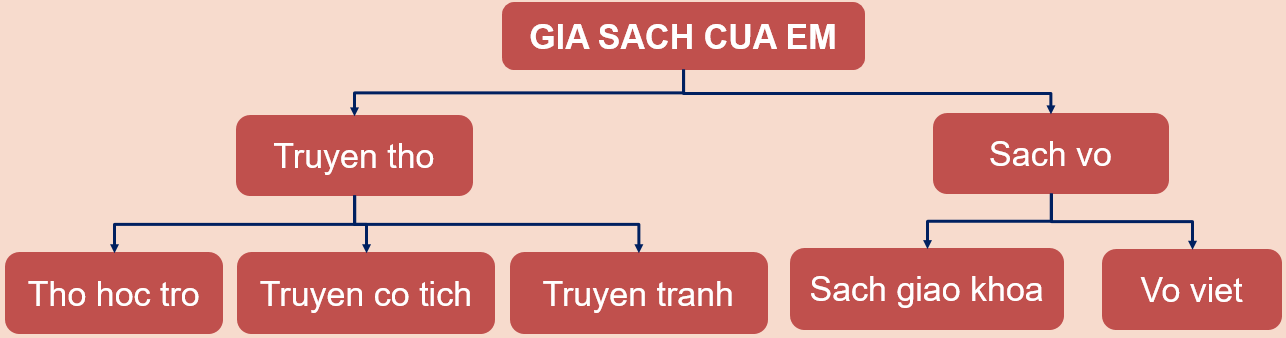 GIA SACH CUA EM
Truyen tho
Sach vo
Tho hoc tro
Truyen co tich
Truyen tranh
Sach giao khoa
Vo viet